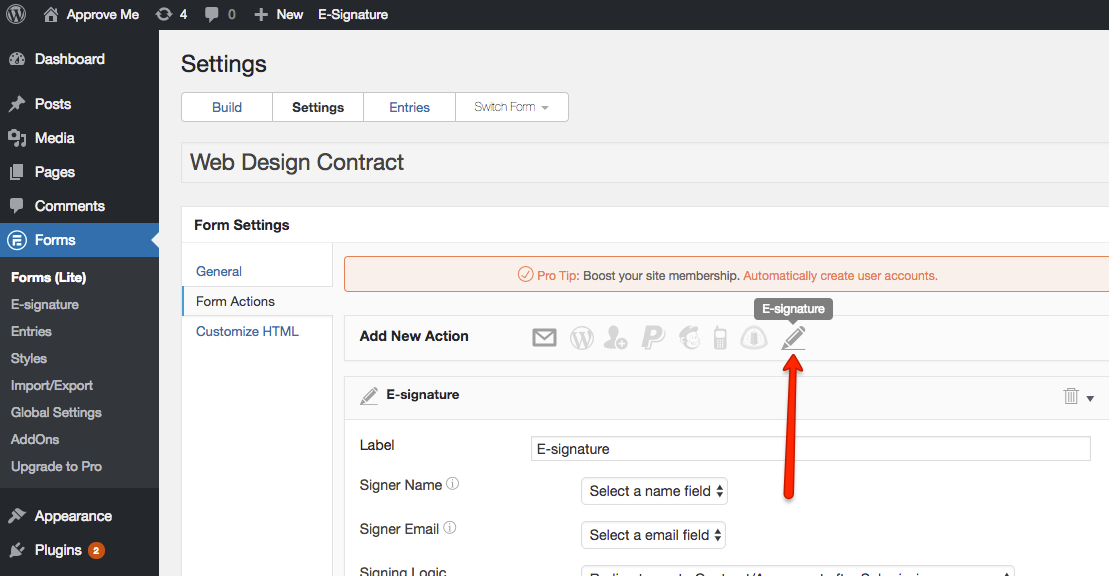 Approve Me 4 0 New E-Signature
Dashboard
Posts
Media
Pages
Comments
Forms
Forms (Lite)
E-signature
Entries
Styles
Import/Export
Global Settings
AddOns
Upgrade to Pro
Appearance
Plugins 2
Settings
Build Settings Entries Switch Form
Web Design Contract
Form Settings
General
Form Actions
Customize HTML
Pro Tip: Boost your site membership. Automatically create user accounts.
E-signature
Add New Action
E-signature
Label E-signature
Signer Name Select a name field
Signer Email Select a email field
Signing Logic